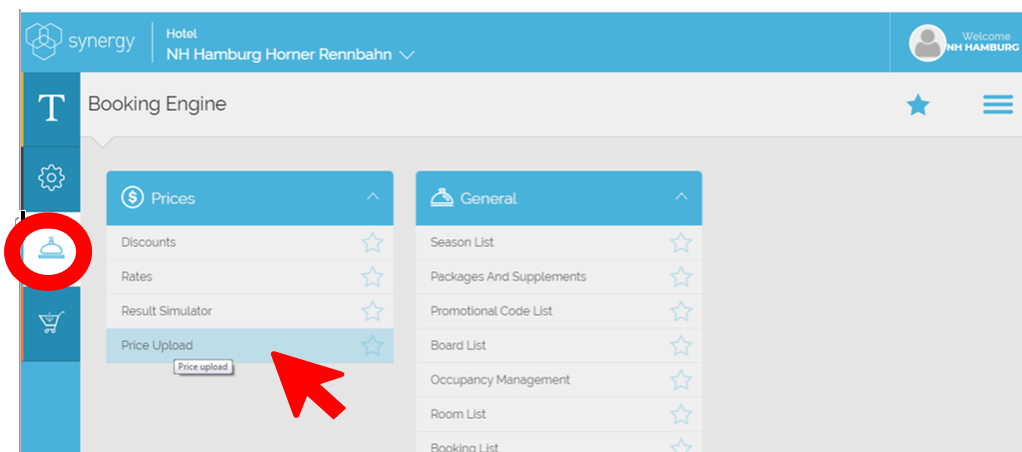 synergy
Hotel
NH Hamburg Horner Rennbahn
Welcome
NH HAMBURG
T
Booking Engine
Prices
Discounts
Rates
Result Simulator
Price Upload
Price upload
General
Season List
Packages And Supplements
Promotional Code List
Board List
Occupancy Management
Room List
Booking List